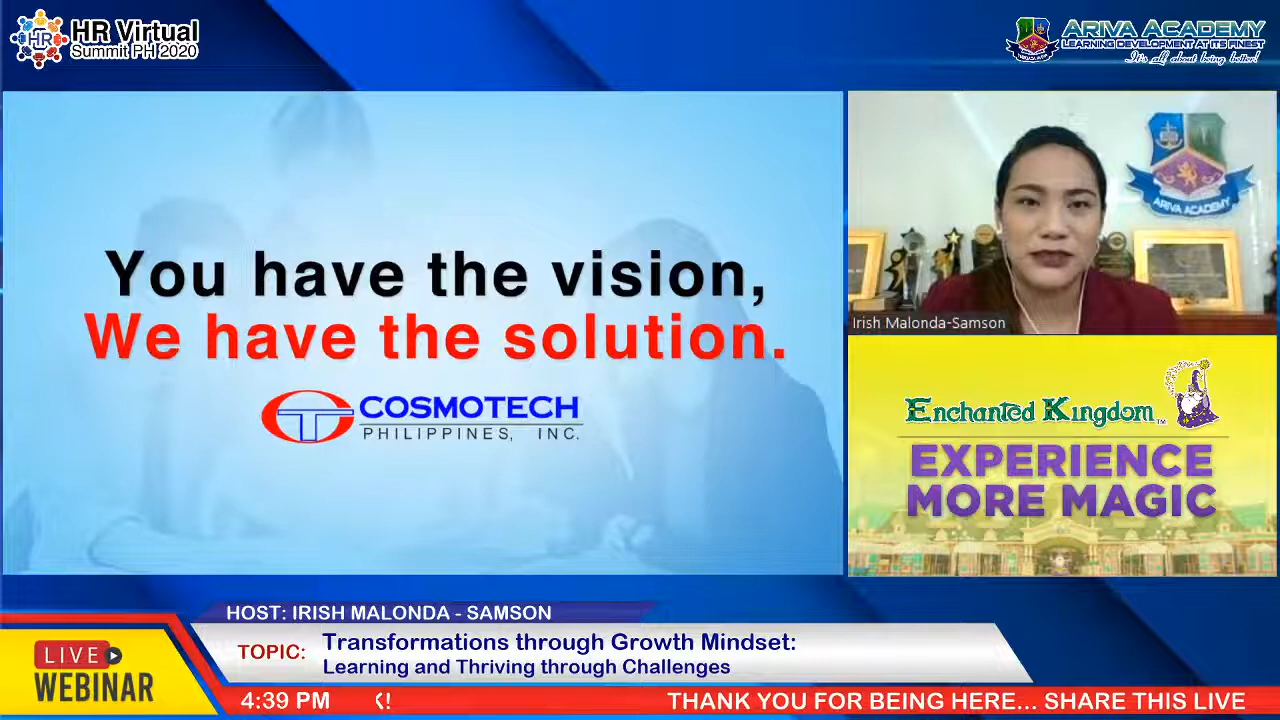 HR Virtual
Summit PH 2020
HR
ARIVA ACADEMY
LEARNING DEVELOPMENT AT ITS FINEST
It's all about being better!
You have the vision,
We have the solution.
COSMOTECH
PHILIPPINES, INC.
ARIVA ACADEMY
Irish Malonda-Samson
Enchanted Kingdom TM
EXPERIENCE
MORE MAGIC
HOST: IRISH MALONDA - SAMSON
LIVE
WEBINAR
TOPIC: Transformations through Growth Mindset:
Learning and Thriving through Challenges
4:39 PM
THANK YOU FOR BEING HERE... SHARE THIS LIVE